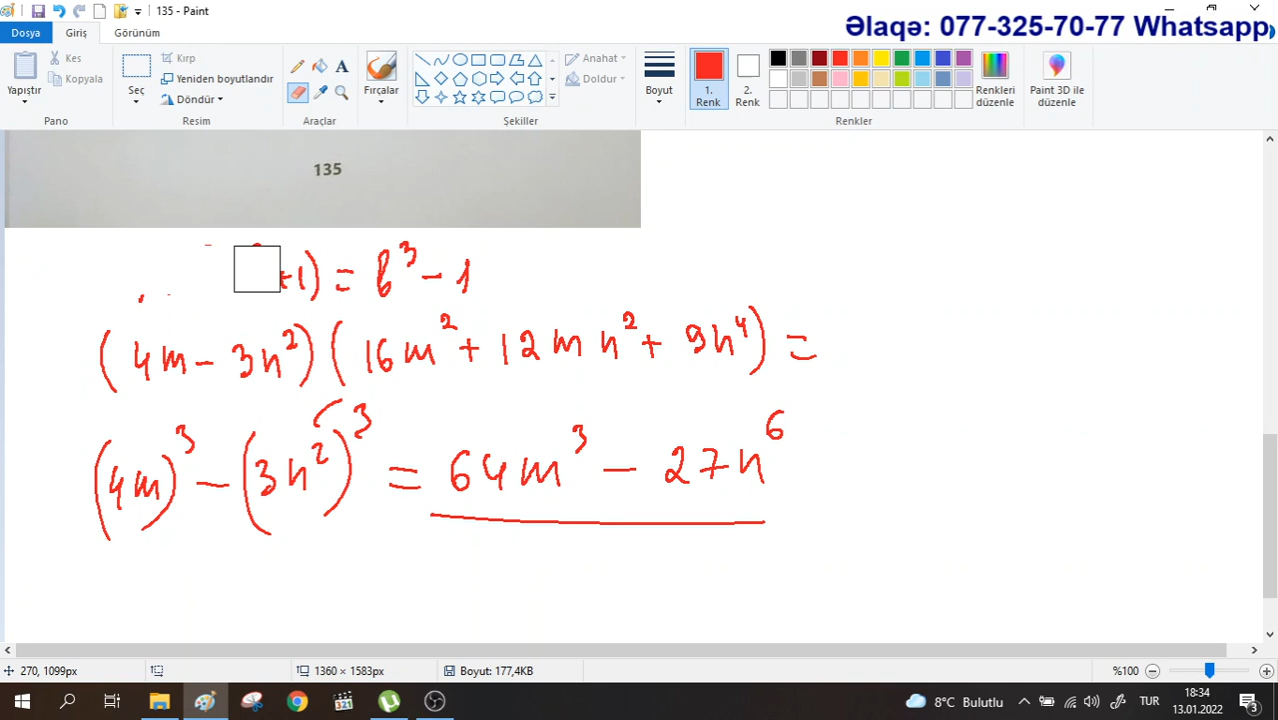 135 - Paint
Əlaqə: 077-325-70-77 Whatsapp
Dosya Giriş Görünüm
Yapıştır
Kes
Kopyala
Pano
Seç
Kırp
Yeniden boyutlandır
Döndür
Resim
A
Araçlar
Fırçalar
Şekiller
Anahat
Doldur
Boyut
1. Renk
2. Renk
Renkleri düzenle
Renkler
Paint 3D ile düzenle
135
+1) = b³ - 1
(4m - 3n²)(16m² + 12mn² + 9n⁴) =
(4m)³ - (3n²)³ = 64m³ - 27n⁶
270, 1099px
1360 × 1583px
Boyut: 177,4KB
%100
321
8°C Bulutlu
TUR
18:34
13.01.2022
3